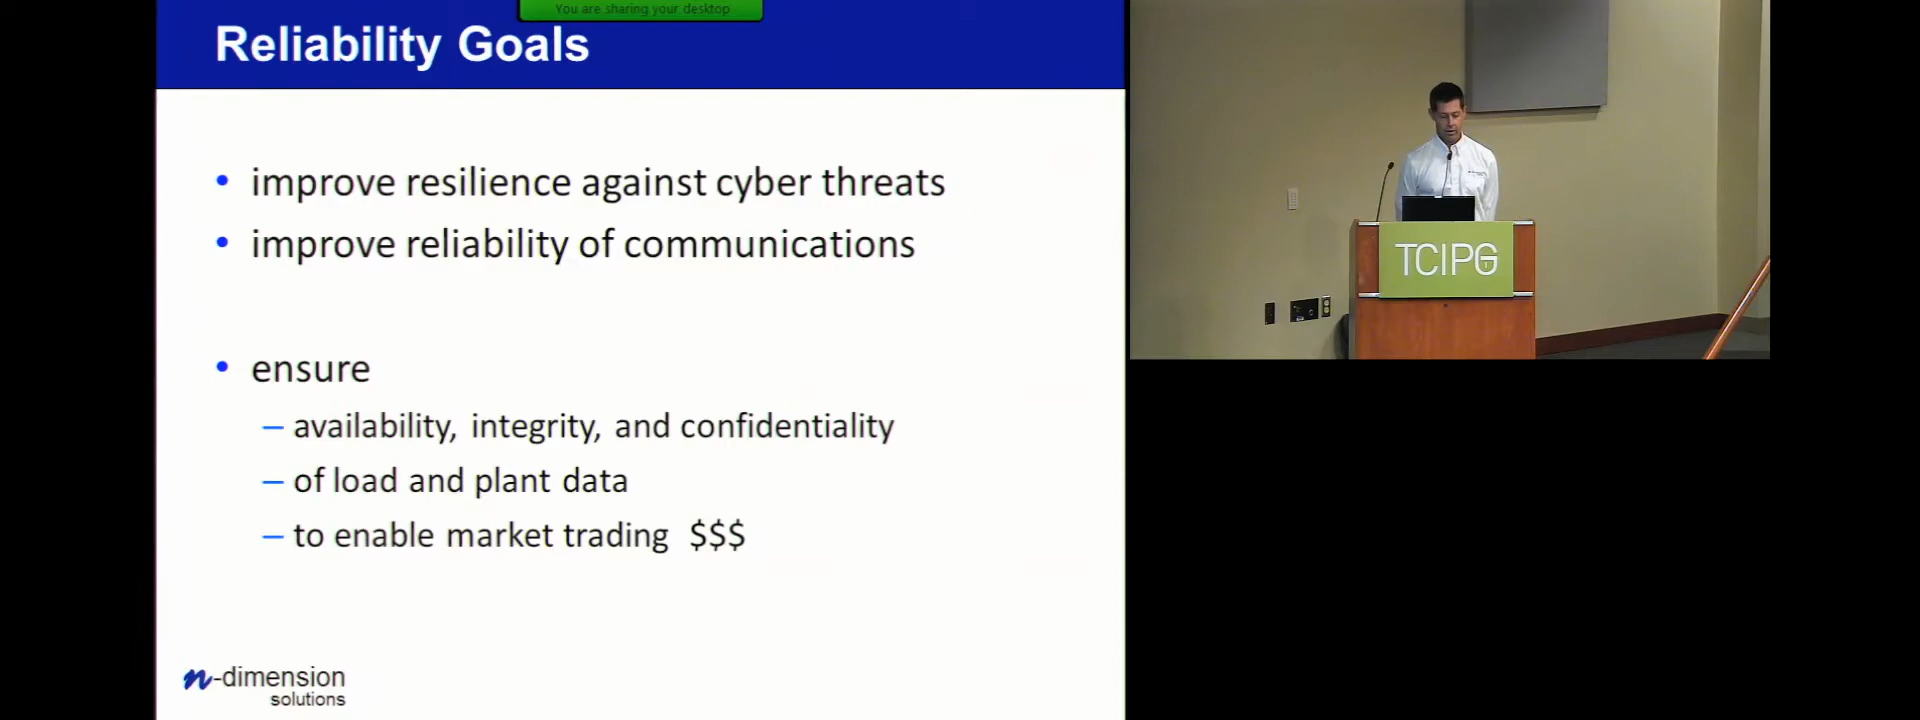 You are sharing your desktop
Reliability Goals
• improve resilience against cyber threats
• improve reliability of communications
• ensure
– availability, integrity, and confidentiality
– of load and plant data
– to enable market trading $$$
n-dimension
solutions
TCIPG